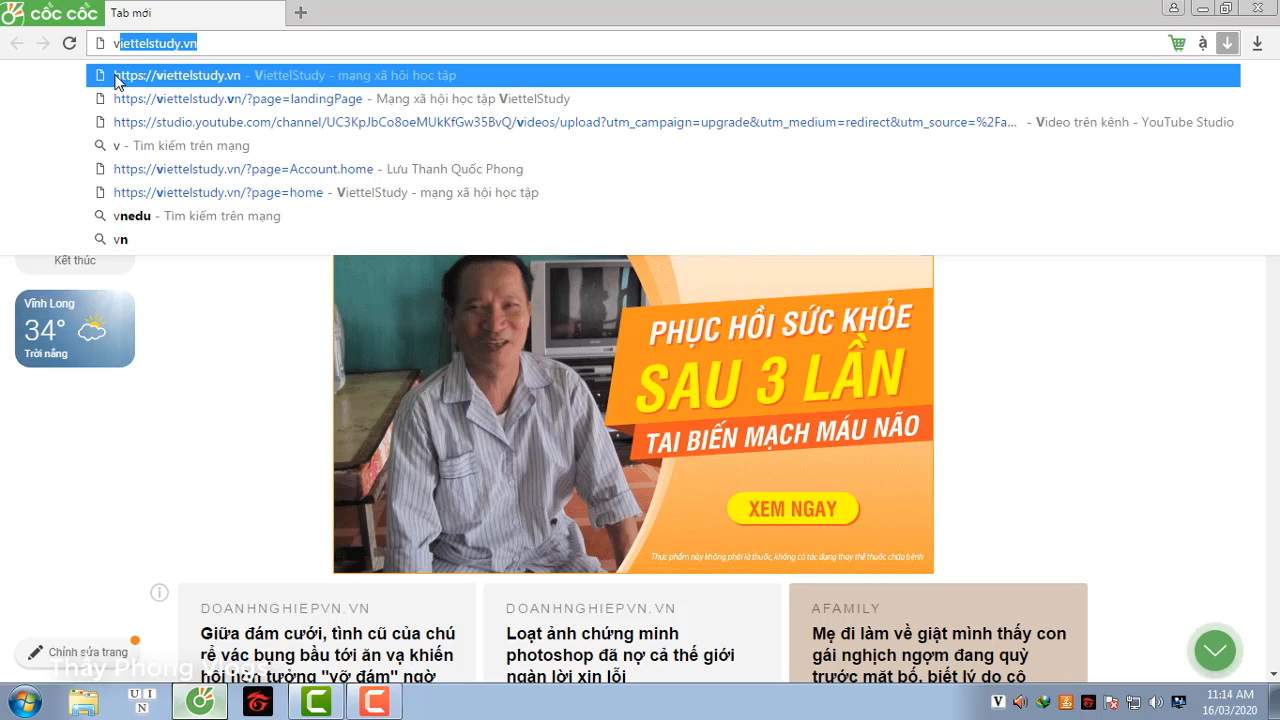 cốc cốc
Tab mới
viettelstudy.vn
https://viettelstudy.vn - ViettelStudy - mạng xã hội học tập
https://viettelstudy.vn/?page=landingPage - Mạng xã hội học tập ViettelStudy
https://studio.youtube.com/channel/UC3KpJbCo8oeMUkKfGw35BvQ/videos/upload?utm_campaign=upgrade&utm_medium=redirect&utm_source=%2Fa... - Video trên kênh - YouTube Studio
v - Tìm kiếm trên mạng
https://viettelstudy.vn/?page=Account.home - Lưu Thanh Quốc Phong
https://viettelstudy.vn/?page=home - ViettelStudy - mạng xã hội học tập
vnedu - Tìm kiếm trên mạng
vn
Kết thúc
Vĩnh Long
34°
Trời nắng
PHỤC HỒI SỨC KHỎE
SAU 3 LẦN
TAI BIẾN MẠCH MÁU NÃO
XEM NGAY
Thực phẩm này không phải là thuốc, không có tác dụng thay thế thuốc chữa bệnh
DOANHNGHIEPVN.VN
Giữa đám cưới, tình cũ của chú
rể vác bụng bầu tới ăn vạ khiến
hội hôn tưởng "vỡ đám" ngờ
DOANHNGHIEPVN.VN
Loạt ảnh chứng minh
photoshop đã nợ cả thế giới
ngàn lời xin lỗi
AFAMILY
Mẹ đi làm về giật mình thấy con
gái nghịch ngợm đang quỳ
trước mặt bố, biết lý do có
Chỉnh sửa trang
Thầy Phong Vlogs
U I
N
V
11:14 AM
16/03/2020